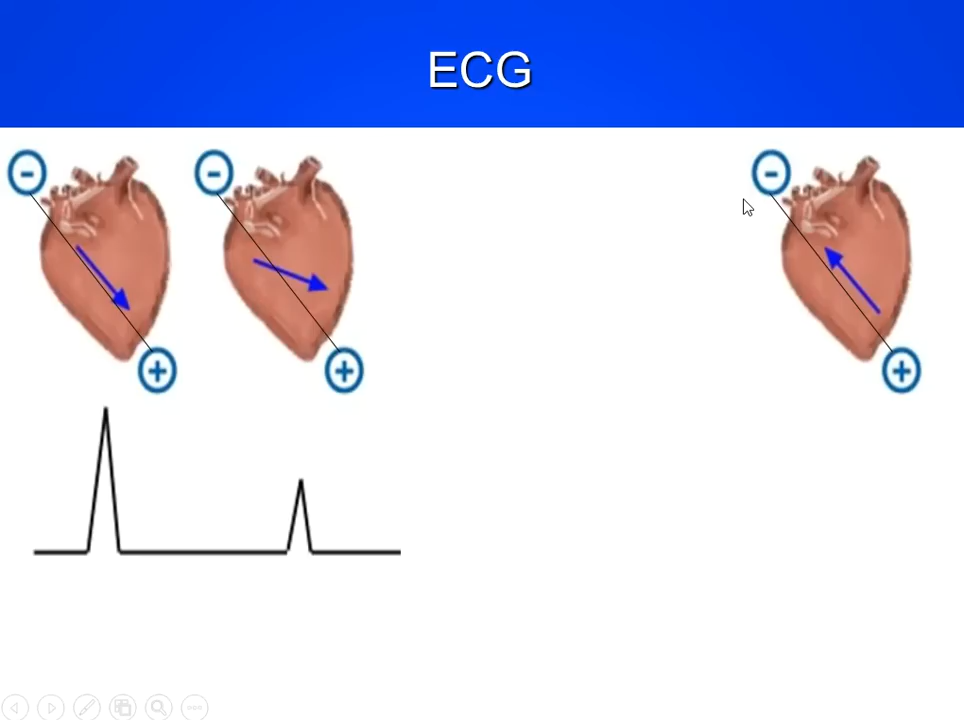 ECG
- -
-
+ +
+